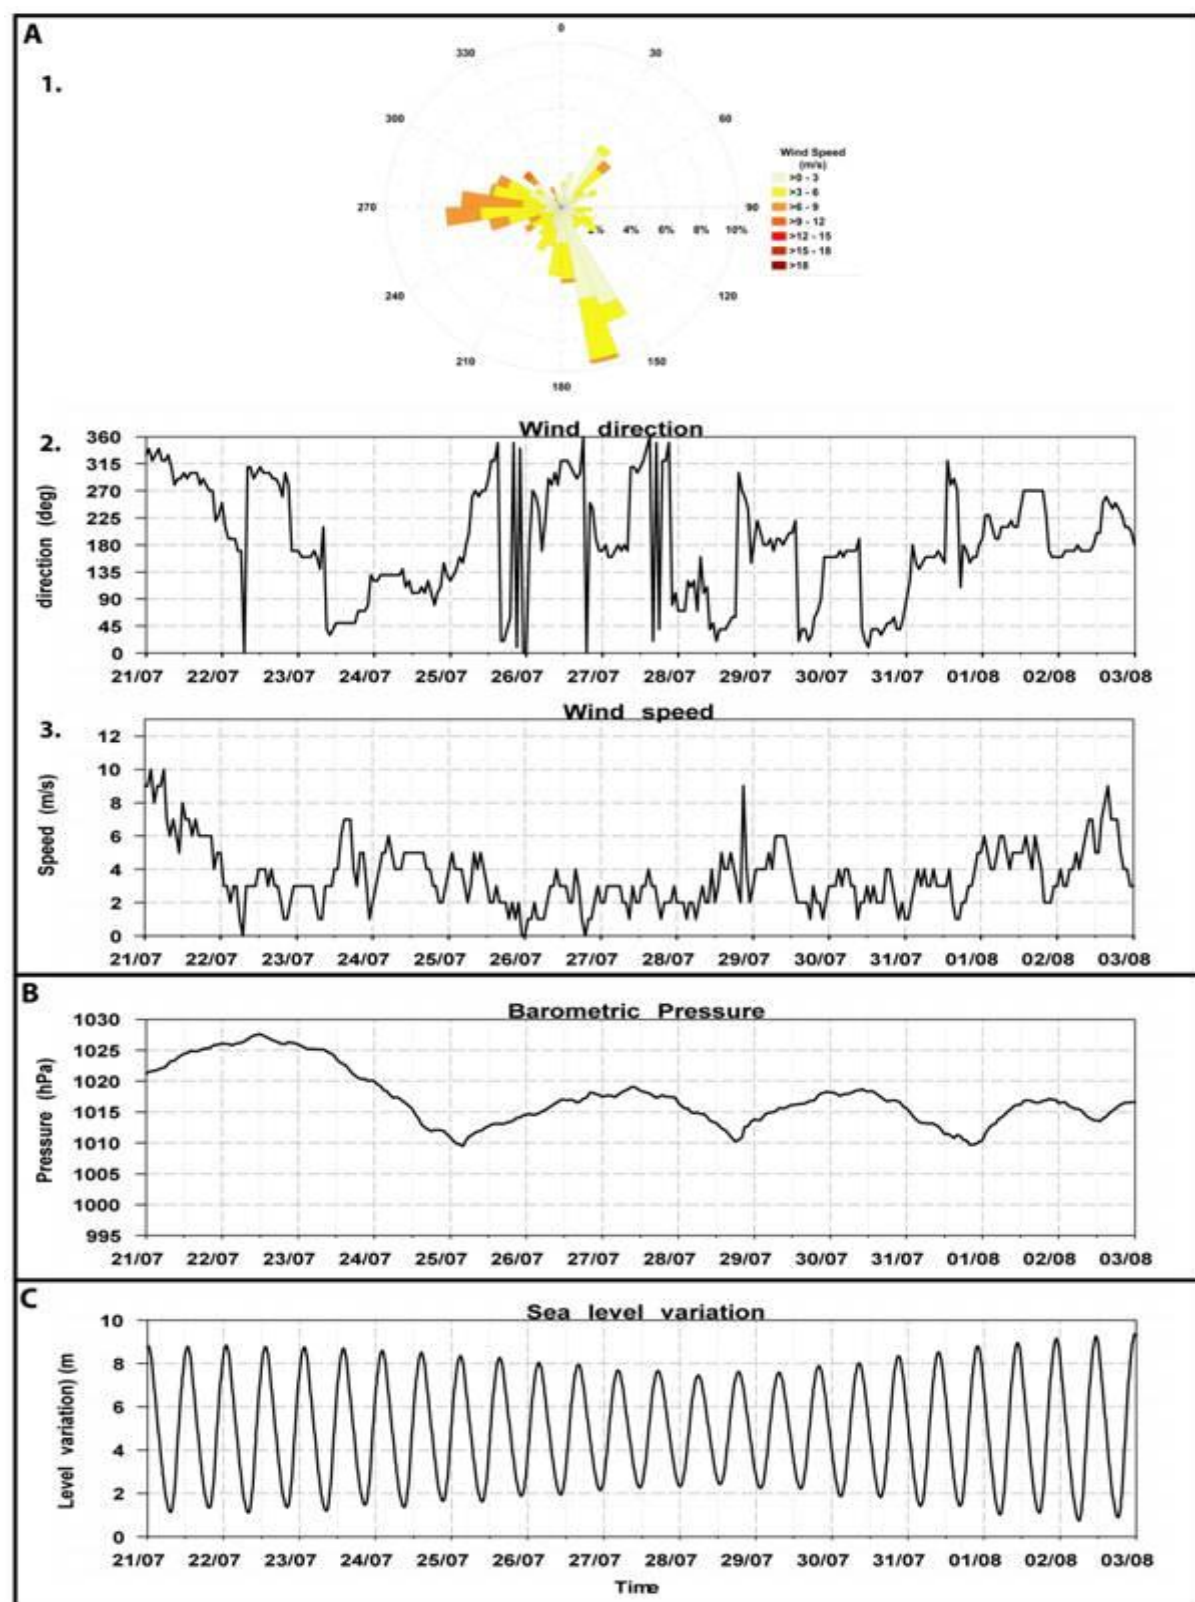 A
1.
0
330
30
300
60
Wind Speed
(m/s)
>0 - 3
>3 - 6
270
90
>6 - 9
2%
4%
6%
8%
10%
>9 - 12
>12 - 15
>15 - 18
>18
240
120
210
150
180
2.
Wind direction
360
315
270
225
180
135
90
45
0
direction (deg)
21/07 22/07 23/07 24/07 25/07 26/07 27/07 28/07 29/07 30/07 31/07 01/08 02/08 03/08
3.
Wind speed
12
10
8
6
4
2
0
Speed (m/s)
21/07 22/07 23/07 24/07 25/07 26/07 27/07 28/07 29/07 30/07 31/07 01/08 02/08 03/08
B
Barometric Pressure
1030
1025
1020
1015
1010
1005
1000
995
Pressure (hPa)
21/07 22/07 23/07 24/07 25/07 26/07 27/07 28/07 29/07 30/07 31/07 01/08 02/08 03/08
C
Sea level variation
10
8
6
4
2
0
Level variation) (m
21/07 22/07 23/07 24/07 25/07 26/07 27/07 28/07 29/07 30/07 31/07 01/08 02/08 03/08
Time